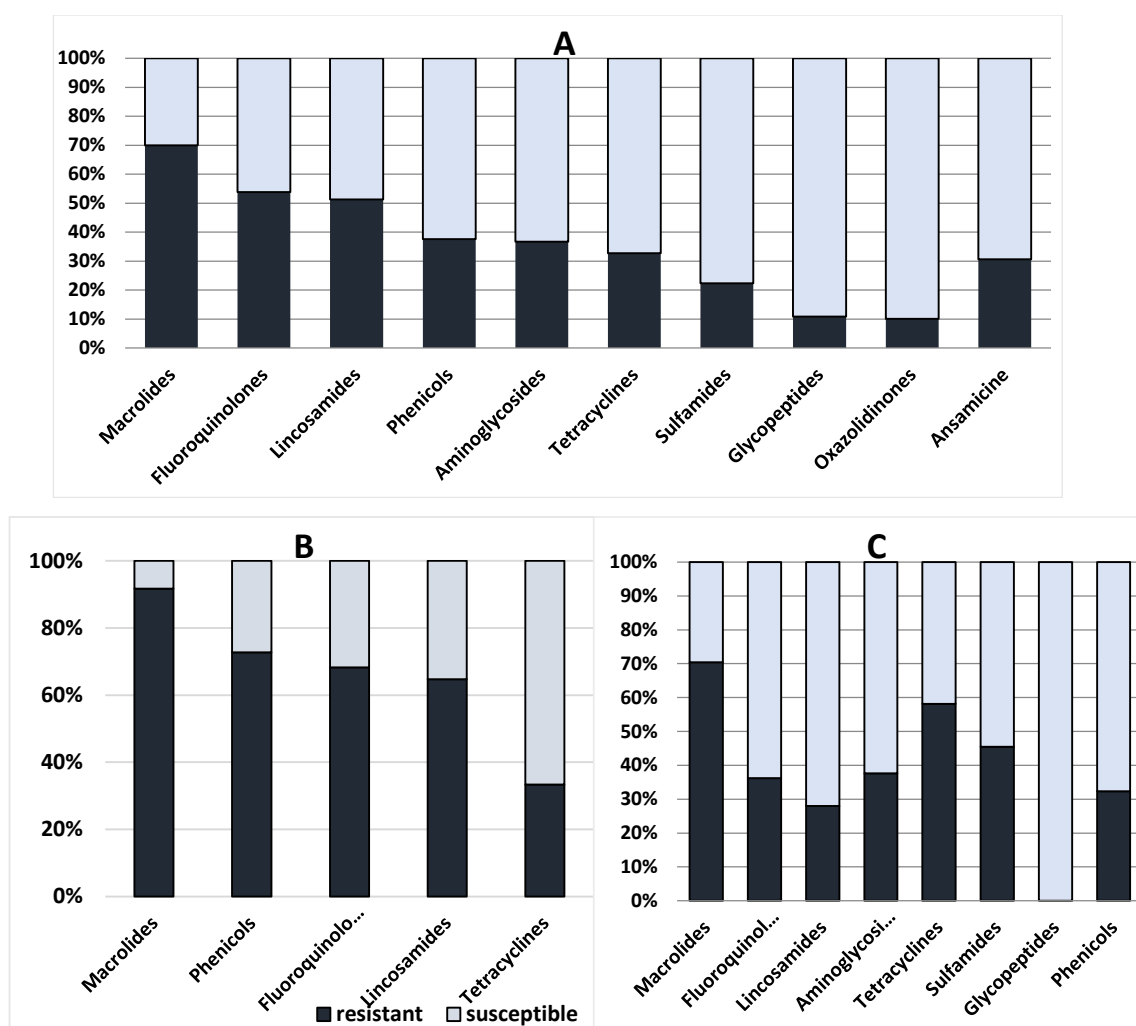 A
100%
90%
80%
70%
60%
50%
40%
30%
20%
10%
0%
Macrolides
Fluoroquinolones
Lincosamides
Phenicols
Aminoglycosides
Tetracyclines
Sulfamides
Glycopeptides
Oxazolidinones
Ansamicine
B
100%
80%
60%
40%
20%
0%
Macrolides
Phenicols
Fluoroquinolo...
Lincosamides
Tetracyclines
resistant susceptible
C
100%
90%
80%
70%
60%
50%
40%
30%
20%
10%
0%
Macrolides
Fluoroquinol...
Lincosamides
Aminoglycosi...
Tetracyclines
Sulfamides
Glycopeptides
Phenicols